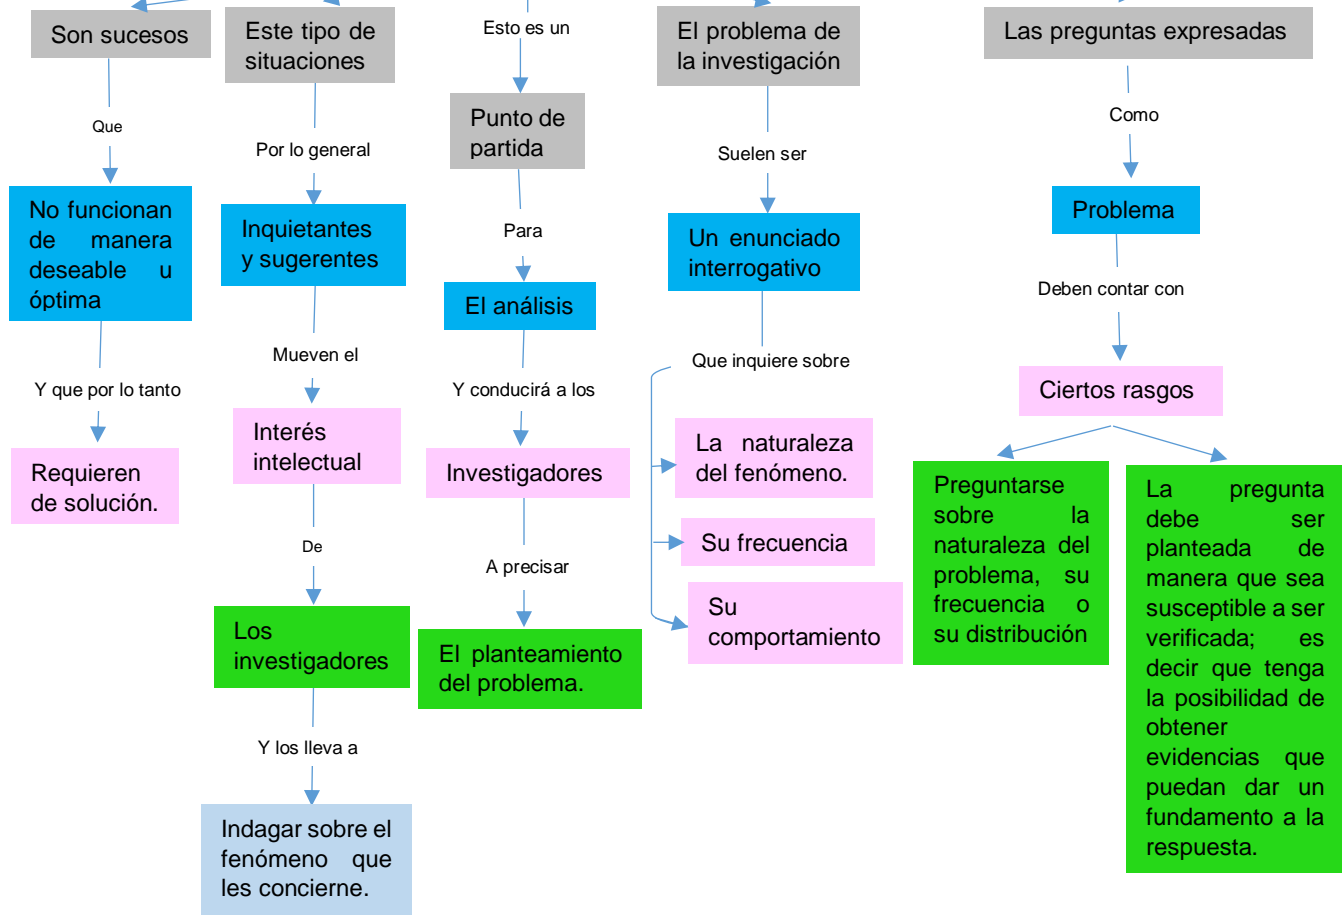 Son sucesos
Que
No funcionan
de manera
deseable u
óptima
Y que por lo tanto
Requieren
de solución.
Este tipo de
situaciones
Por lo general
Inquietantes
y sugerentes
Mueven el
Interés
intelectual
De
Los
investigadores
Y los lleva a
Indagar sobre el
fenómeno que
les concierne.
Esto es un
Punto de
partida
Para
El análisis
Y conducirá a los
Investigadores
A precisar
El planteamiento
del problema.
El problema de
la investigación
Suelen ser
Un enunciado
interrogativo
Que inquiere sobre
La naturaleza
del fenómeno.
Su frecuencia
Su
comportamiento
Las preguntas expresadas
Como
Problema
Deben contar con
Ciertos rasgos
Preguntarse
sobre la
naturaleza del
problema, su
frecuencia o
su distribución
La pregunta
debe ser
planteada de
manera que sea
susceptible a ser
verificada; es
decir que tenga
la posibilidad de
obtener
evidencias que
puedan dar un
fundamento a la
respuesta.